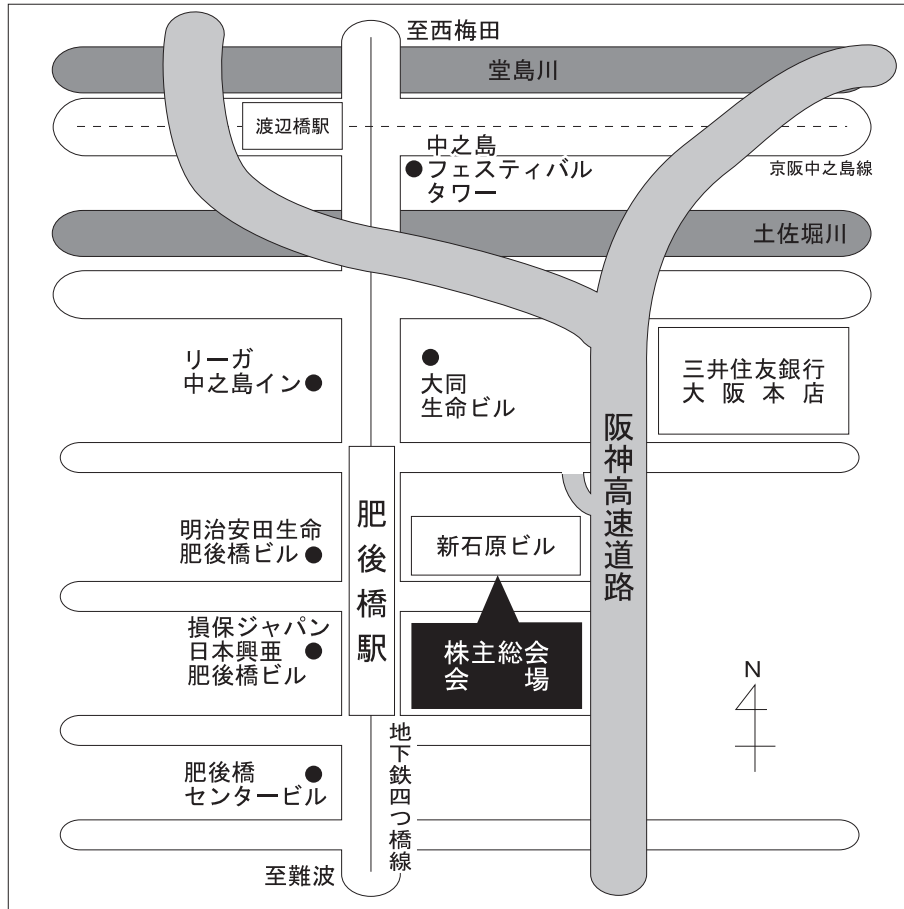 至西梅田
堂島川
渡辺橋駅
中之島
フェスティバル
タワー
京阪中之島線
土佐堀川
リーガ
中之島イン
大同
生命ビル
三井住友銀行
大阪本店
阪神高速道路
肥後橋駅
明治安田生命
肥後橋ビル
新石原ビル
損保ジャパン
日本興亜
肥後橋ビル
株主総会
会場
N
地下鉄四つ橋線
肥後橋
センタービル
至難波